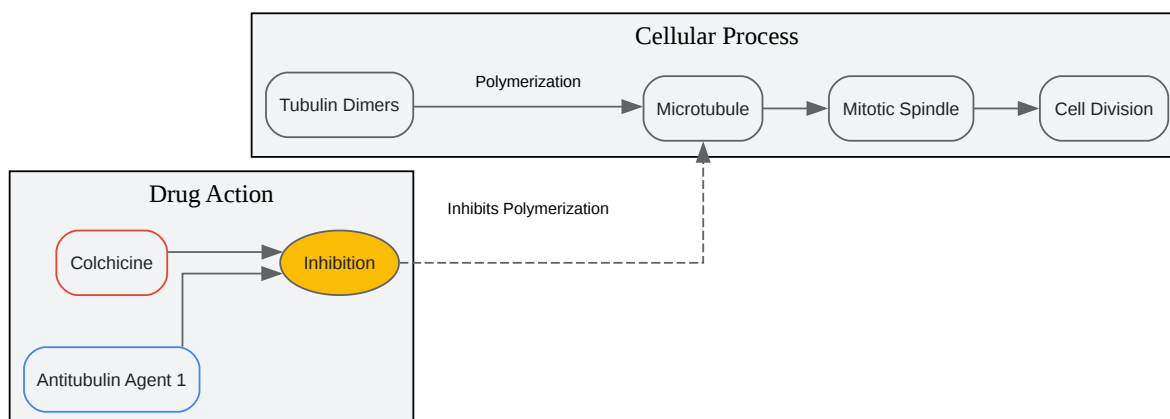 Cellular Process
Polymerization
Tubulin Dimers
Microtubule
Mitotic Spindle
Cell Division
Drug Action
Inhibits Polymerization
Colchicine
Inhibition
Antitubulin Agent 1